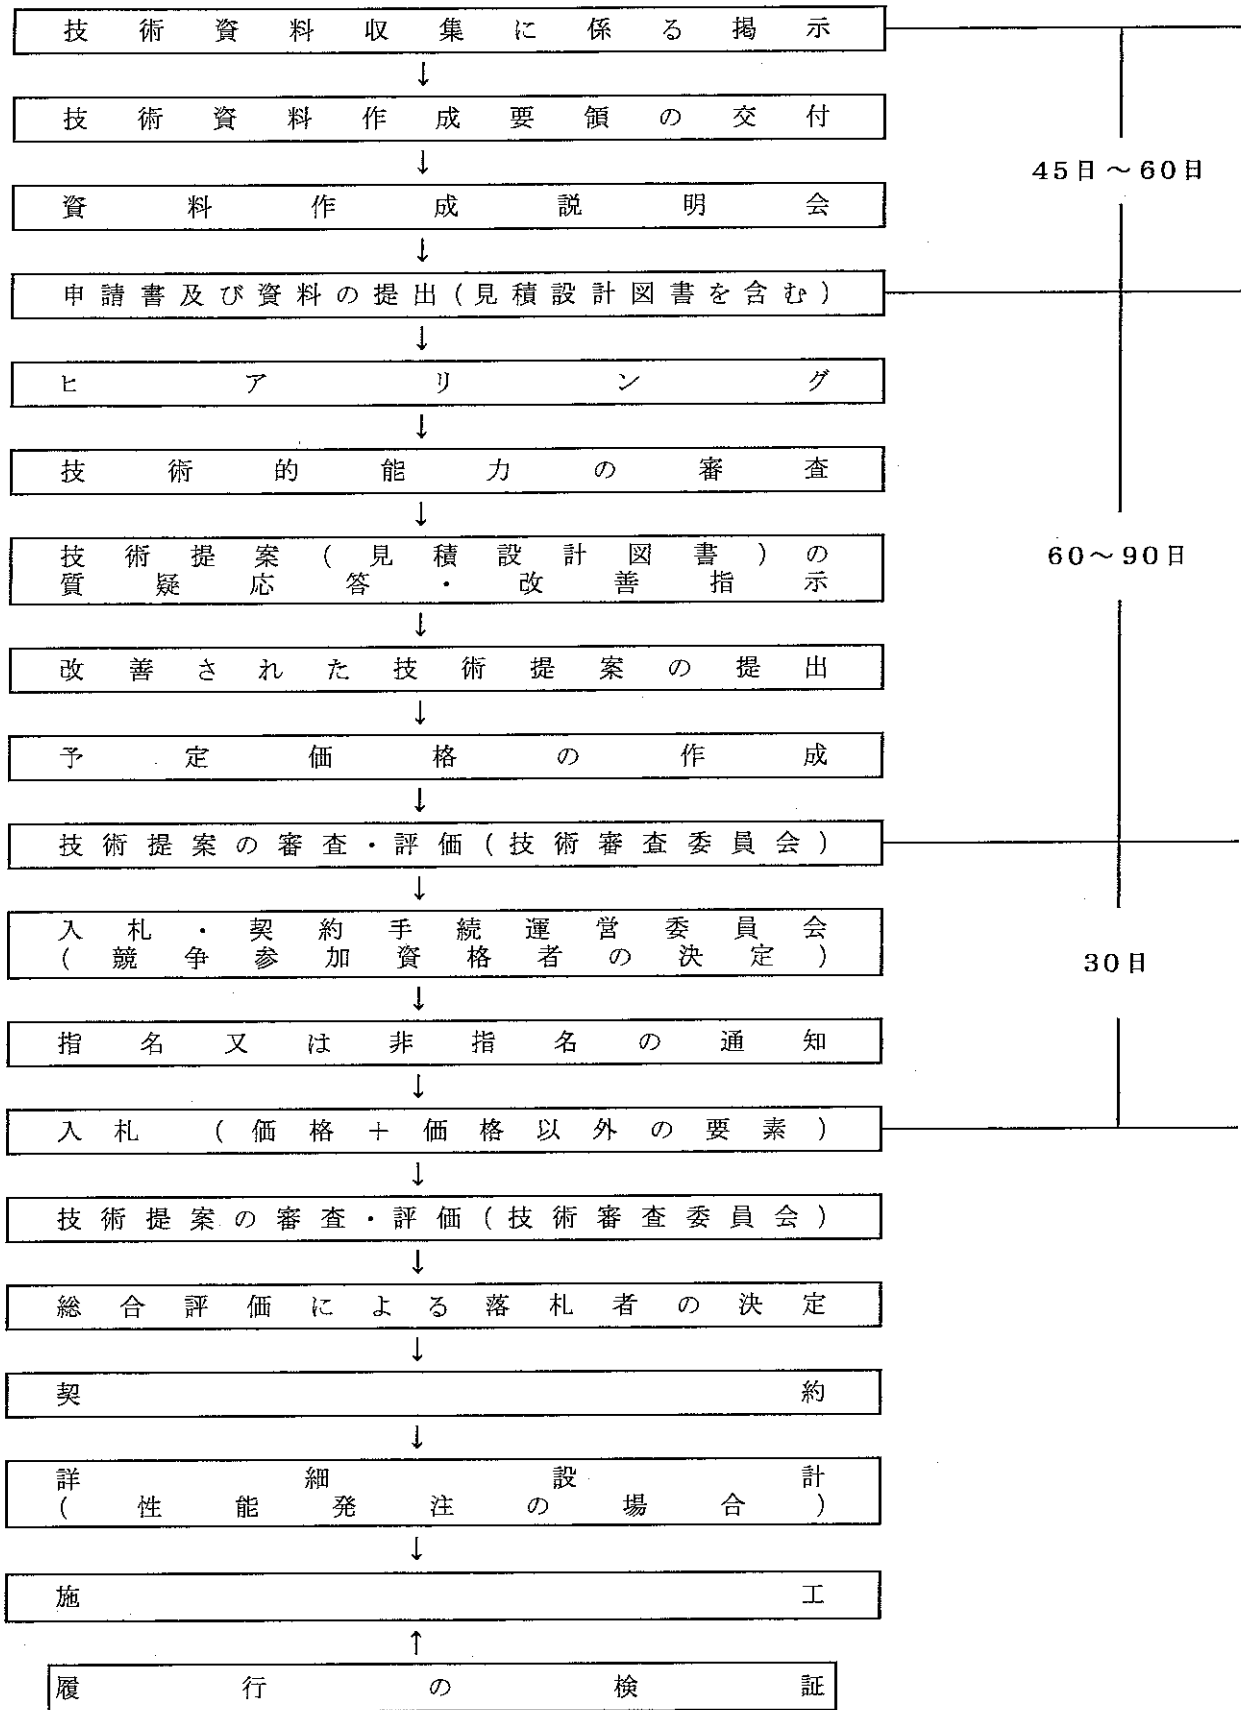 技術資料収集に係る掲示
↓
技術資料作成要領の交付
45日～60日
↓
資料作成説明会
↓
申請書及び資料の提出(見積設計図書を含む)
↓
ヒアリング
↓
技術的能力の審査
↓
技術提案(見積設計図書)の
質疑応答・改善指示
60～90日
↓
改善された技術提案の提出
↓
予定価格の作成
↓
技術提案の審査・評価(技術審査委員会)
↓
入札・契約手続運営委員会
(競争参加資格者の決定)
30日
↓
指名又は非指名の通知
↓
入札 (価格＋価格以外の要素)
↓
技術提案の審査・評価(技術審査委員会)
↓
総合評価による落札者の決定
↓
契約
↓
詳細設計
(性能発注の場合)
↓
施工
↑
履行の検証